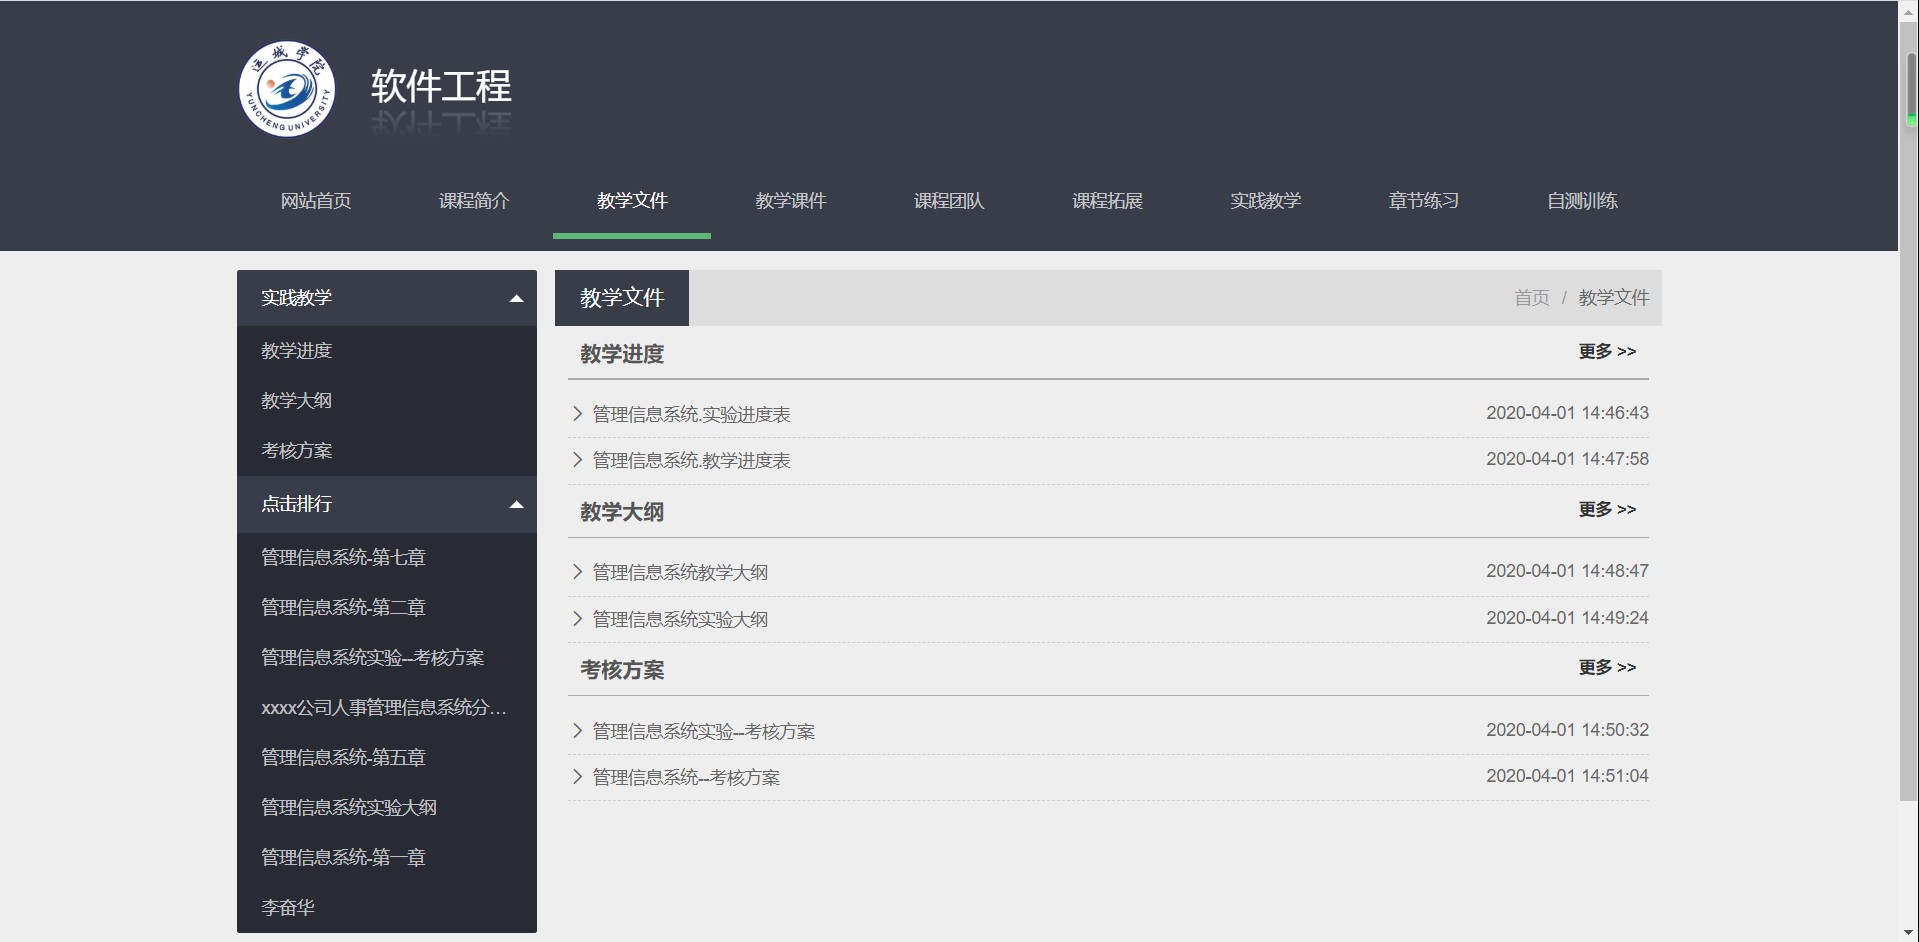 运城学院
YUNCHENG UNIVERSITY
软件工程
网站首页 课程简介 教学文件 教学课件 课程团队 课程拓展 实践教学 章节练习 自测训练
实践教学
教学进度
教学大纲
考核方案
点击排行
管理信息系统-第七章
管理信息系统-第二章
管理信息系统实验--考核方案
xxxx公司人事管理信息系统分...
管理信息系统-第五章
管理信息系统实验大纲
管理信息系统-第一章
李奋华
教学文件 首页 / 教学文件
教学进度 更多 >>
管理信息系统.实验进度表 2020-04-01 14:46:43
管理信息系统.教学进度表 2020-04-01 14:47:58
教学大纲 更多 >>
管理信息系统教学大纲 2020-04-01 14:48:47
管理信息系统实验大纲 2020-04-01 14:49:24
考核方案 更多 >>
管理信息系统实验--考核方案 2020-04-01 14:50:32
管理信息系统--考核方案 2020-04-01 14:51:04